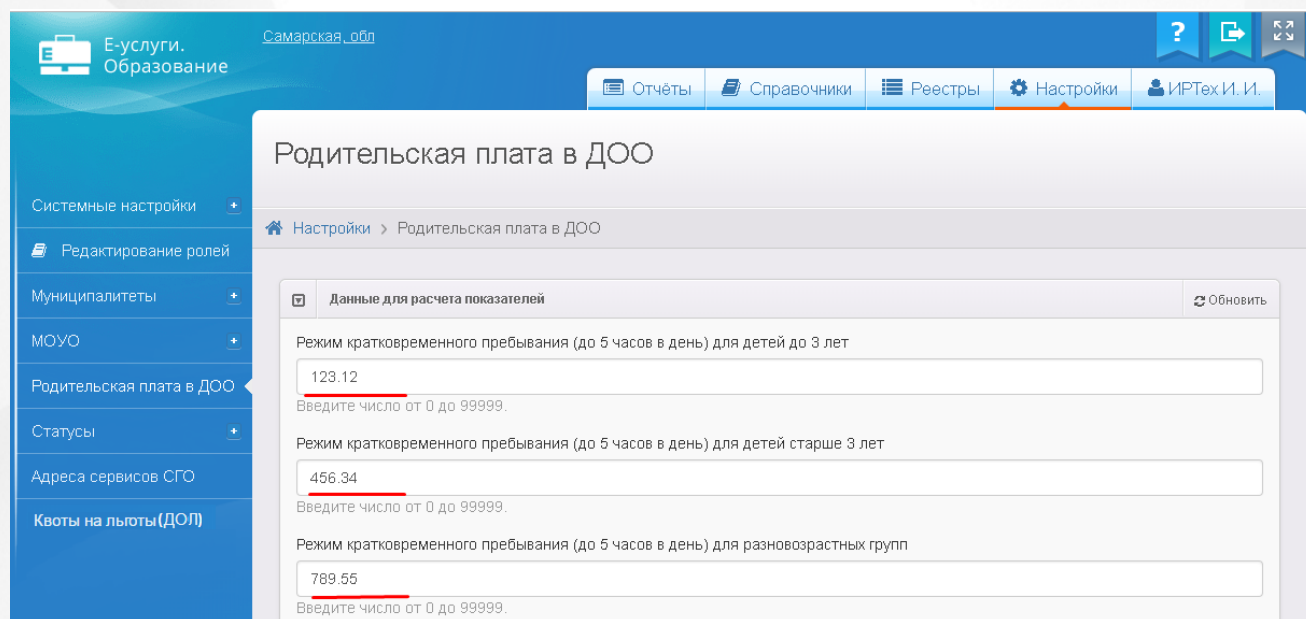 Е-услуги.
Образование
Самарская, обл
?
Отчёты
Справочники
Реестры
Настройки
ИРТех И. И.
Родительская плата в ДОО
Системные настройки
Редактирование ролей
Муниципалитеты
МОУО
Родительская плата в ДОО
Статусы
Адреса сервисов СГО
Квоты на льготы(ДОЛ)
Настройки > Родительская плата в ДОО
Данные для расчета показателей
Обновить
Режим кратковременного пребывания (до 5 часов в день) для детей до 3 лет
123.12
Введите число от 0 до 99999.
Режим кратковременного пребывания (до 5 часов в день) для детей старше 3 лет
456.34
Введите число от 0 до 99999.
Режим кратковременного пребывания (до 5 часов в день) для разновозрастных групп
789.55
Введите число от 0 до 99999.